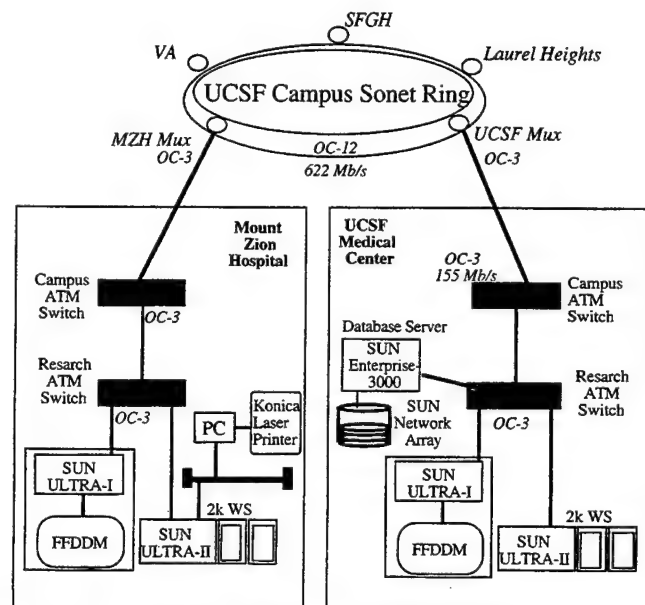 SFGH
VA
Laurel Heights
UCSF Campus Sonet Ring
MZH Mux
OC-3
OC-12
622 Mb/s
UCSF Mux
OC-3
Mount
Zion
Hospital
UCSF
Medical
Center
Campus
ATM
Switch
OC-3
OC-3
155 Mb/s
Campus
ATM
Switch
Resarch
ATM
Switch
OC-3
PC
Konica
Laser
Printer
SUN
ULTRA-I
FFDDM
SUN
ULTRA-II
2k WS
Database Server
SUN
Enterprise-
3000
SUN
Network
Array
Resarch
ATM
Switch
OC-3
SUN
ULTRA-I
FFDDM
SUN
ULTRA-II
2k WS